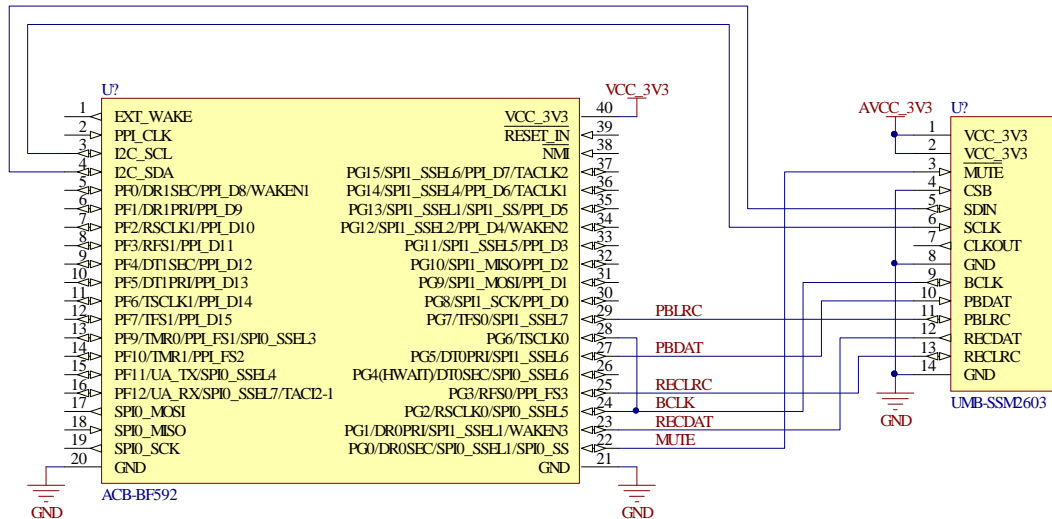 U?
1 EXT_WAKE
2 PPI_CLK
3 I2C_SCL
4 I2C_SDA
5 PF0/DR1SEC/PPI_D8/WAKEN1
6 PF1/DR1PRI/PPI_D9
7 PF2/RSCLK1/PPI_D10
8 PF3/RFS1/PPI_D11
9 PF4/DT1SEC/PPI_D12
10 PF5/DT1PRI/PPI_D13
11 PF6/TSCLK1/PPI_D14
12 PF7/TFS1/PPI_D15
13 PF9/TMR0/PPI_FS1/SPI0_SSEL3
14 PF10/TMR1/PPI_FS2
15 PF11/UA_TX/SPI0_SSEL4
16 PF12/UA_RX/SPI0_SSEL7/TACI2-1
17 SPI0_MOSI
18 SPI0_MISO
19 SPI0_SCK
20 GND
GND
ACB-BF592
VCC_3V3
VCC_3V3 40
RESET_IN 39
NMI 38
PG15/SPI1_SSEL6/PPI_D7/TACLK2 37
PG14/SPI1_SSEL4/PPI_D6/TACLK1 36
PG13/SPI1_SSEL1/SPI1_SS/PPI_D5 35
PG12/SPI1_SSEL2/PPI_D4/WAKEN2 34
PG11/SPI1_SSEL5/PPI_D3 33
PG10/SPI1_MISO/PPI_D2 32
PG9/SPI1_MOSI/PPI_D1 31
PG8/SPI1_SCK/PPI_D0 30
PG7/TFS0/SPI1_SSEL7 29 PBLRC
PG6/TSCLK0 28
PG5/DT0PRI/SPI1_SSEL6 27 PBDAT
PG4(HWAIT)/DT0SEC/SPI0_SSEL6 26
PG3/RFS0/PPI_FS3 25 RECLRC
PG2/RSCLK0/SPI0_SSEL5 24 BCLK
PG1/DR0PRI/SPI1_SSEL1/WAKEN3 23 RECDAT
PG0/DR0SEC/SPI0_SSEL1/SPI0_SS 22 MUTE
GND 21
GND
AVCC_3V3
U?
1 VCC_3V3
2 VCC_3V3
3 MUTE
4 CSB
5 SDIN
6 SCLK
7 CLKOUT
8 GND
9 BCLK
10 PBDAT
11 PBLRC
12 RECDAT
13 RECLRC
14 GND
UMB-SSM2603
GND